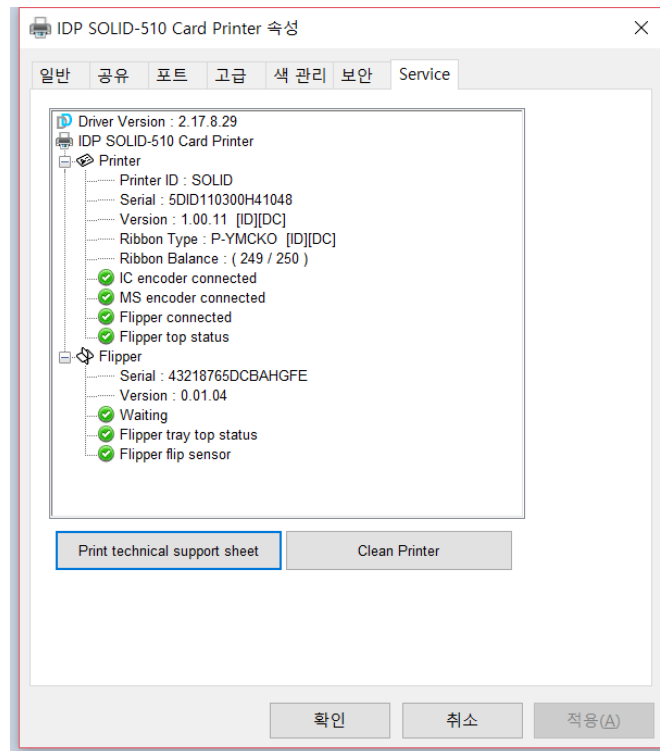 IDP SOLID-510 Card Printer 속성
일반 공유 포트 고급 색 관리 보안 Service
Driver Version : 2.17.8.29
IDP SOLID-510 Card Printer
Printer
Printer ID : SOLID
Serial : 5DID110300H41048
Version : 1.00.11 [ID][DC]
Ribbon Type : P-YMCKO [ID][DC]
Ribbon Balance : ( 249 / 250 )
IC encoder connected
MS encoder connected
Flipper connected
Flipper top status
Flipper
Serial : 43218765DCBAHGFE
Version : 0.01.04
Waiting
Flipper tray top status
Flipper flip sensor
Print technical support sheet Clean Printer
확인 취소 적용(A)